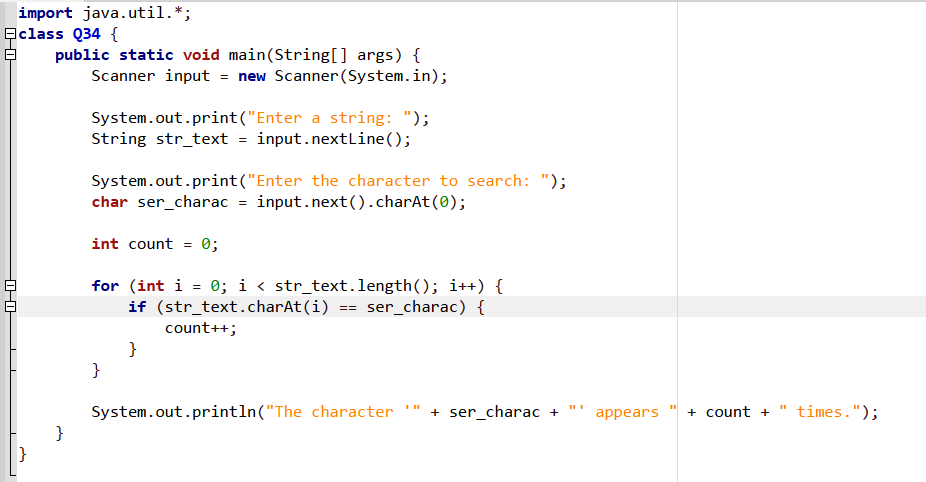 import java.util.*;
class Q34 {
    public static void main(String[] args) {
        Scanner input = new Scanner(System.in);

        System.out.print("Enter a string: ");
        String str_text = input.nextLine();

        System.out.print("Enter the character to search: ");
        char ser_charac = input.next().charAt(0);

        int count = 0;

        for (int i = 0; i < str_text.length(); i++) {
            if (str_text.charAt(i) == ser_charac) {
                count++;
            }
        }

        System.out.println("The character '" + ser_charac + "' appears " + count + " times.");
    }
}